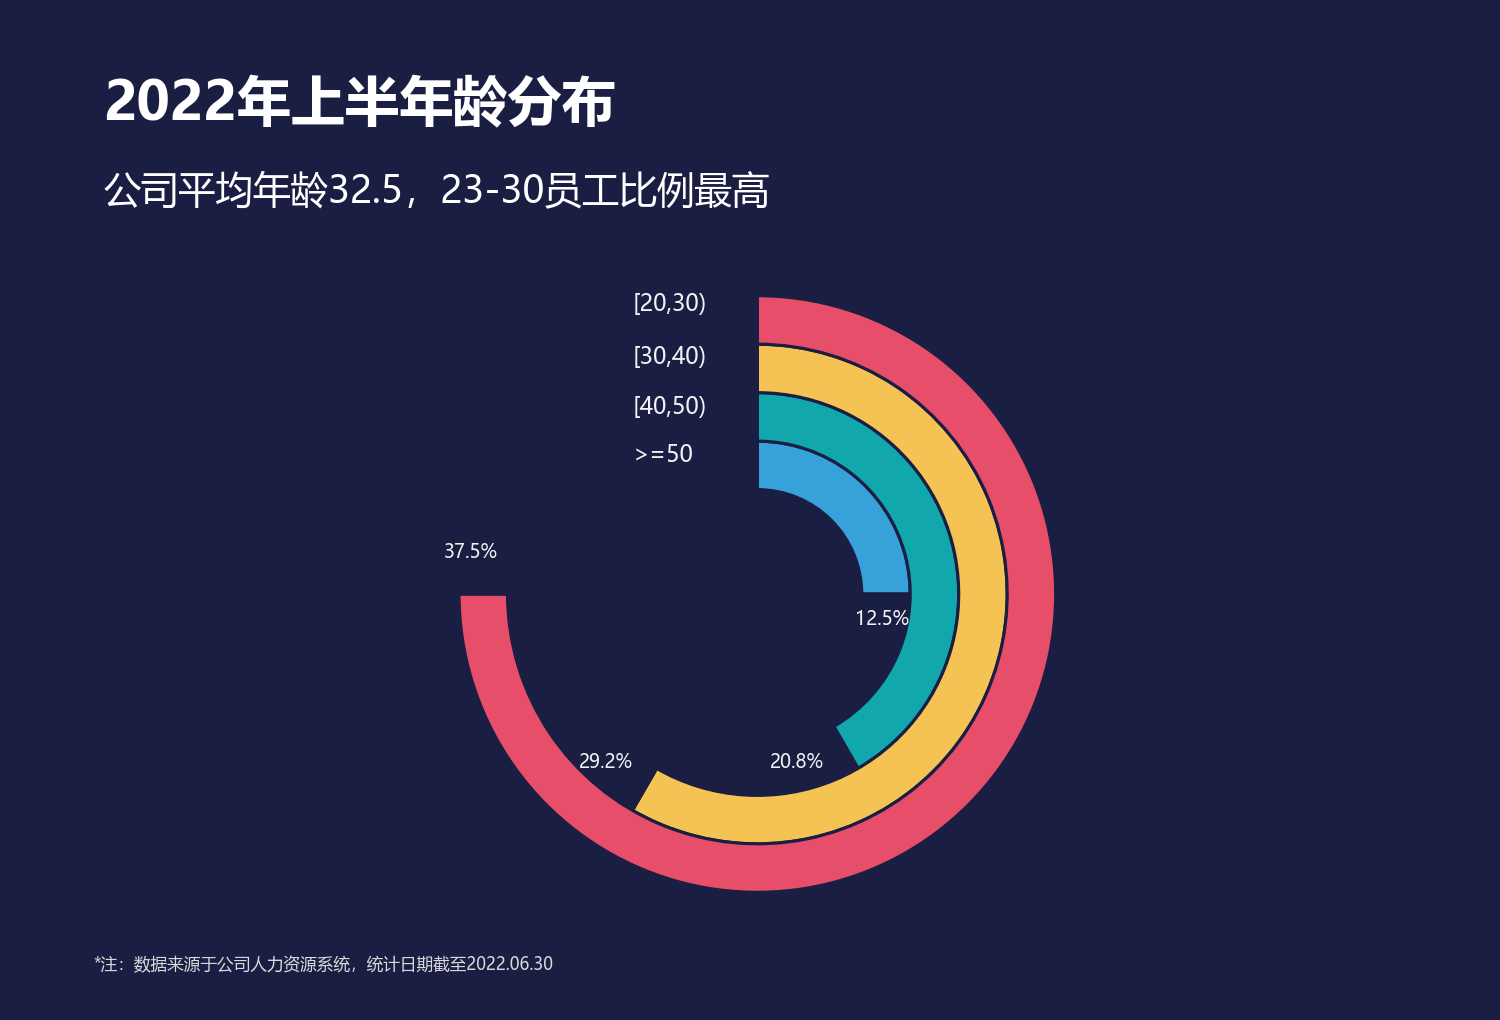 2022年上半年龄分布
公司平均年龄32.5，23-30员工比例最高
[20,30)
[30,40)
[40,50)
>=50
37.5%
12.5%
29.2%
20.8%
*注：数据来源于公司人力资源系统，统计日期截至2022.06.30